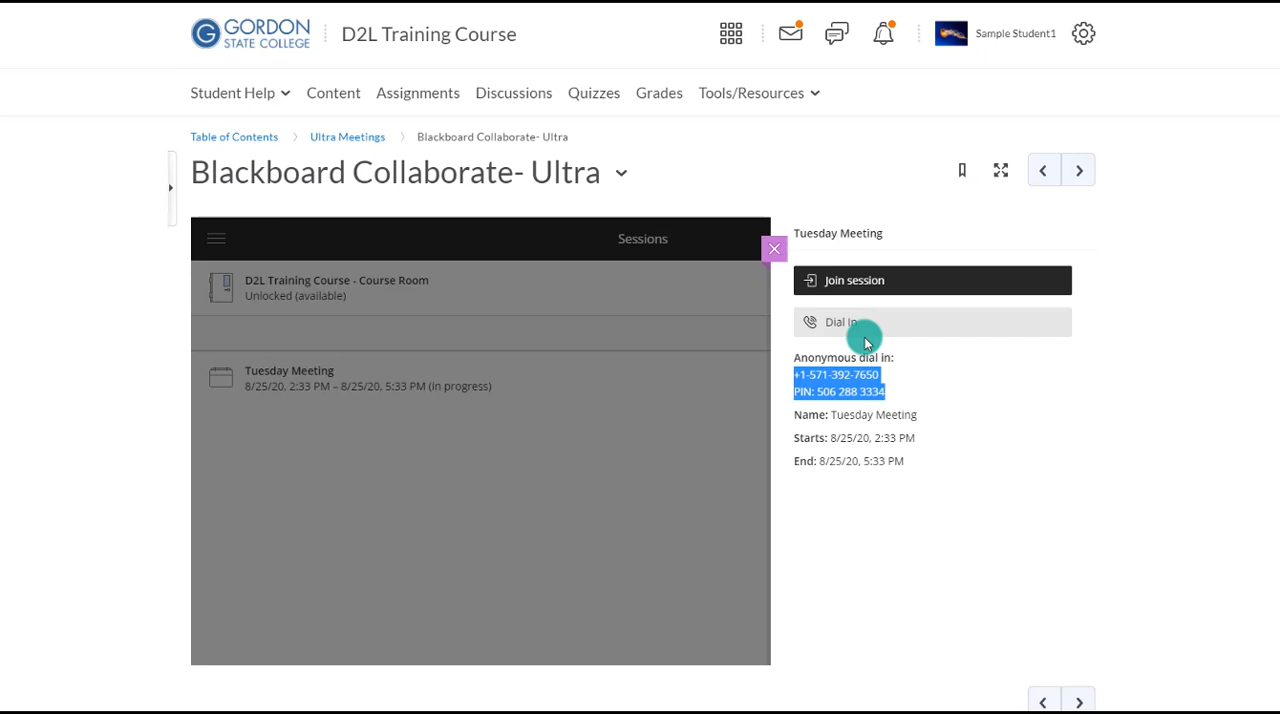 GORDON
STATE COLLEGE
D2L Training Course
Sample Student1
Student Help
Content
Assignments
Discussions
Quizzes
Grades
Tools/Resources
Table of Contents
Ultra Meetings
Blackboard Collaborate- Ultra
Blackboard Collaborate- Ultra
Sessions
D2L Training Course - Course Room
Unlocked (available)
Tuesday Meeting
8/25/20, 2:33 PM – 8/25/20, 5:33 PM (in progress)
Tuesday Meeting
Join session
Dial in
Anonymous dial in:
+1-571-392-7650
PIN: 506 288 3334
Name: Tuesday Meeting
Starts: 8/25/20, 2:33 PM
End: 8/25/20, 5:33 PM